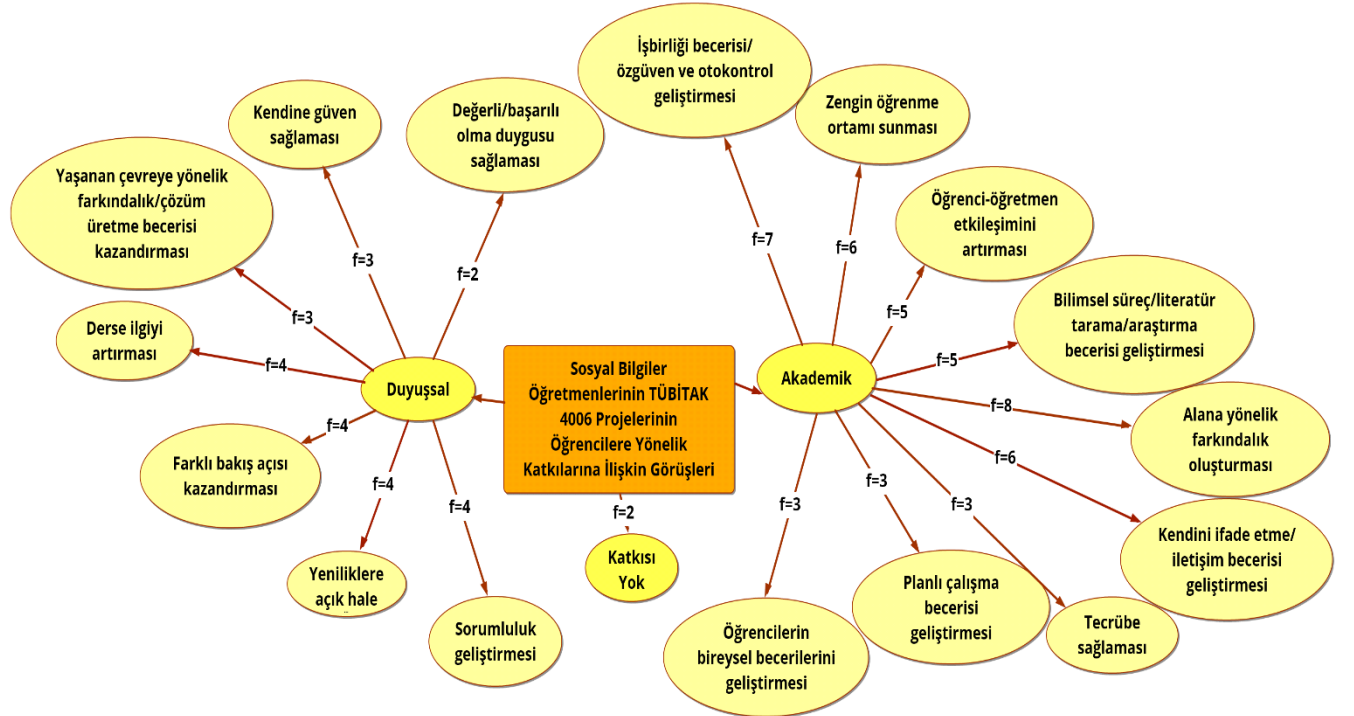 İşbirliği becerisi/
özgüven ve otokontrol
geliştirmesi
Zengin öğrenme
ortamı sunması
Kendine güven
sağlaması
Değerli/başarılı
olma duygusu
sağlaması
Yaşanan çevreye yönelik
farkındalık/çözüm
üretme becerisi
kazandırması
Öğrenci-öğretmen
etkileşimini
artırması
f=7
f=6
f=3
f=2
f=3
f=5
Bilimsel süreç/literatür
tarama/araştırma
becerisi geliştirmesi
Derse ilgiyi
artırması
f=4
f=5
Duyuşsal
Sosyal Bilgiler
Öğretmenlerinin TÜBİTAK
4006 Projelerinin
Öğrencilere Yönelik
Katkılarına İlişkin Görüşleri
Akademik
f=8
Alana yönelik
farkındalık
oluşturması
f=4
Farklı bakış açısı
kazandırması
f=6
f=4
f=4
f=2
f=3
f=3
f=3
Kendini ifade etme/
iletişim becerisi
geliştirmesi
Katkısı
Yok
Yeniliklere
açık hale
Planlı çalışma
becerisi
geliştirmesi
Sorumluluk
geliştirmesi
Öğrencilerin
bireysel becerilerini
geliştirmesi
Tecrübe
sağlaması